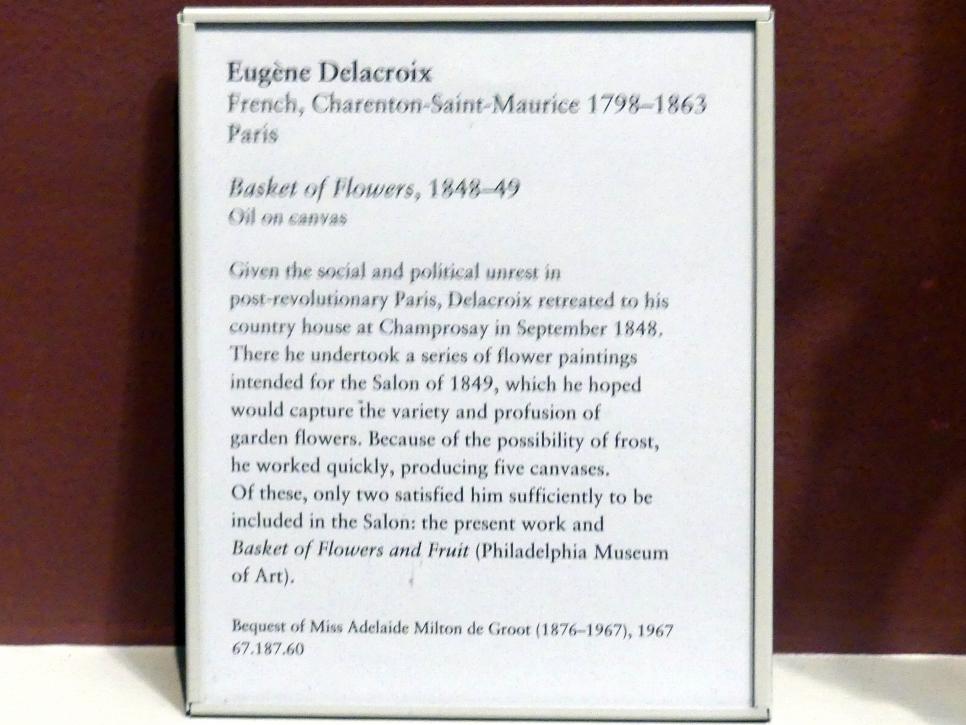 Eugène Delacroix
French, Charenton-Saint-Maurice 1798–1863
Paris
Basket of Flowers, 1848–49
Oil on canvas
Given the social and political unrest in
post-revolutionary Paris, Delacroix retreated to his
country house at Champrosay in September 1848.
There he undertook a series of flower paintings
intended for the Salon of 1849, which he hoped
would capture the variety and profusion of
garden flowers. Because of the possibility of frost,
he worked quickly, producing five canvases.
Of these, only two satisfied him sufficiently to be
included in the Salon: the present work and
Basket of Flowers and Fruit (Philadelphia Museum
of Art).
Bequest of Miss Adelaide Milton de Groot (1876–1967), 1967
67.187.60